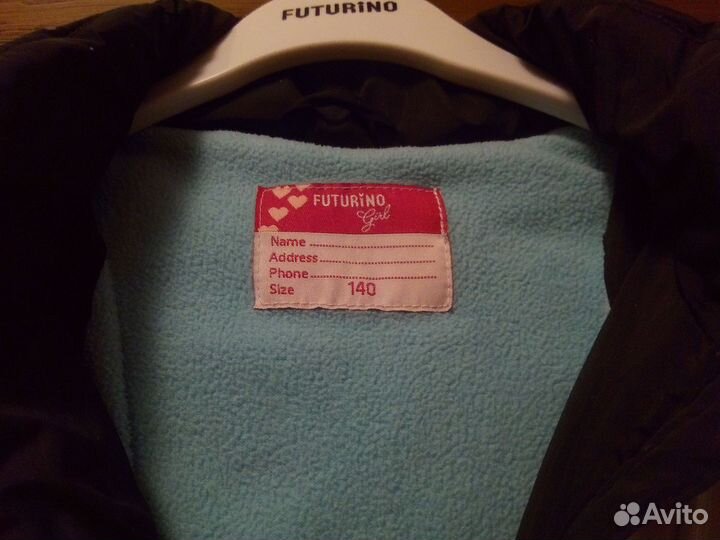 FUTURiNO
FUTURiNO
Girl
Name
Address
Phone
Size 140
Avito